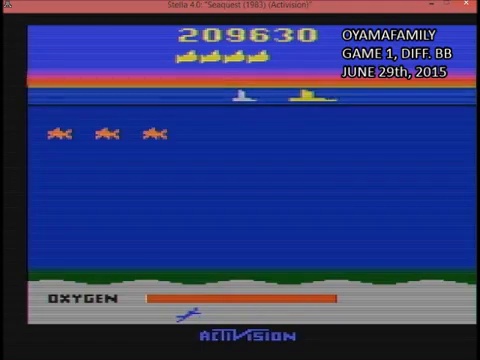 Stella 4.0: "Seaquest (1983) (Activision)"
209630
OYAMAFAMILY
GAME 1, DIFF. BB
JUNE 29th, 2015
OXYGEN
ACTIVISION